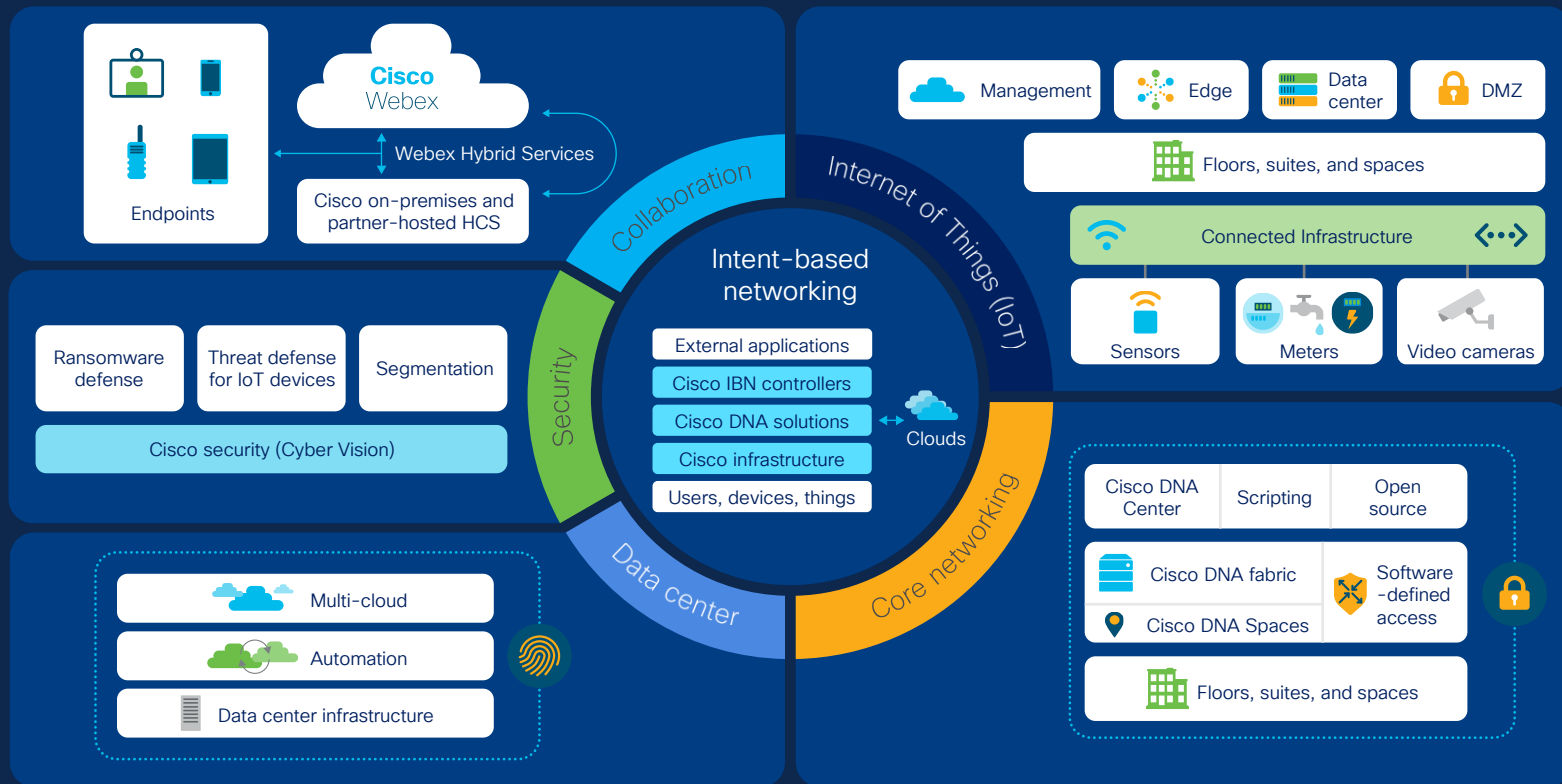 Cisco
Webex
Webex Hybrid Services
Endpoints
Cisco on-premises and
partner-hosted HCS
Collaboration
Internet of Things (IoT)
Management
Edge
Data
center
DMZ
Floors, suites, and spaces
Connected Infrastructure
Sensors
Meters
Video cameras
Ransomware
defense
Threat defense
for IoT devices
Segmentation
Cisco security (Cyber Vision)
Security
Intent-based
networking
External applications
Cisco IBN controllers
Cisco DNA solutions
Cisco infrastructure
Users, devices, things
Clouds
Data center
Core networking
Multi-cloud
Automation
Data center infrastructure
Cisco DNA
Center
Scripting
Open
source
Cisco DNA fabric
Cisco DNA Spaces
Software
-defined
access
Floors, suites, and spaces